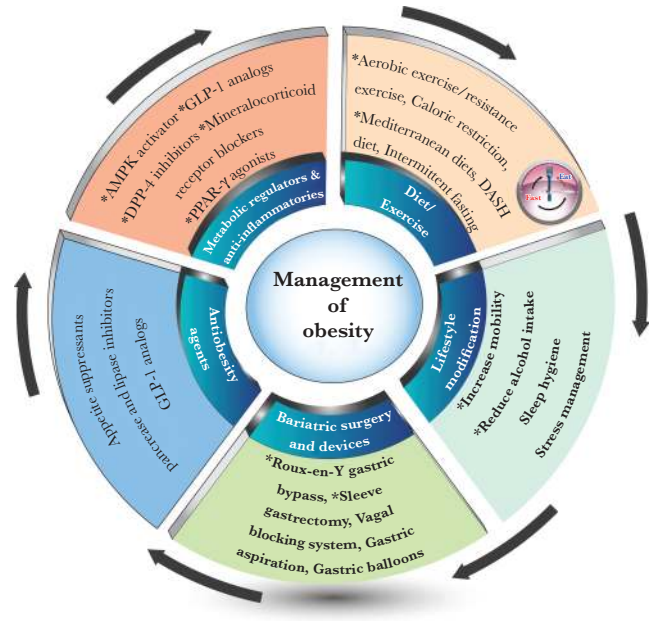 Management
of
obesity
Diet/
Exercise
*Aerobic exercise/resistance
exercise, Caloric restriction,
*Mediterranean diets, DASH
diet, Intermittent fasting
Eat
Fast
Lifestyle
modification
*Increase mobility
*Reduce alcohol intake
Sleep hygiene
Stress management
Bariatric surgery
and devices
*Roux-en-Y gastric
bypass, *Sleeve
gastrectomy, Vagal
blocking system, Gastric
aspiration, Gastric balloons
Antiobesity
agents
Appetite suppressants
pancrease and lipase inhibitors
GLP-1 analogs
Metabolic regulators &
anti-inflammatories
*AMPK activator *GLP-1 analogs
*DPP-4 inhibitors *Mineralocorticoid
receptor blockers
*PPAR-γ agonists